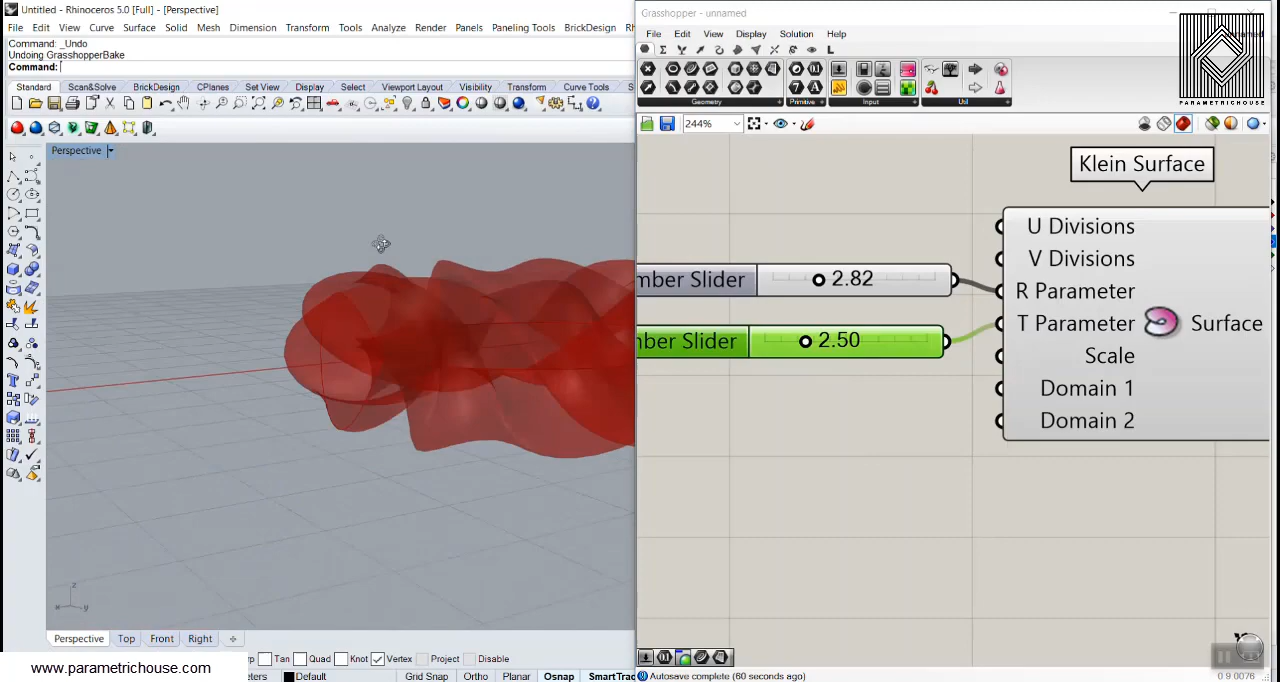 Untitled - Rhinoceros 5.0 [Full] - [Perspective]
File Edit View Curve Surface Solid Mesh Dimension Transform Tools Analyze Render Panels Paneling Tools BrickDesign
Command: _Undo
Undoing GrasshopperBake
Command:
Standard Scan&Solve BrickDesign CPlanes Set View Display Select Viewport Layout Visibility Transform Curve Tools
Perspective
z
x y
Perspective Top Front Right
Tan Quad Knot Vertex Project Disable
www.parametrichouse.com
Default Grid Snap Ortho Planar Osnap
Grasshopper - unnamed
File Edit View Display Solution Help
Geometry Primitive Input Util
244%
PARAMETRICHOUSE
Klein Surface
U Divisions
V Divisions
R Parameter
T Parameter
Scale
Domain 1
Domain 2
Surface
mber Slider 2.82
mber Slider 2.50
Autosave complete (60 seconds ago)
0.9.0076